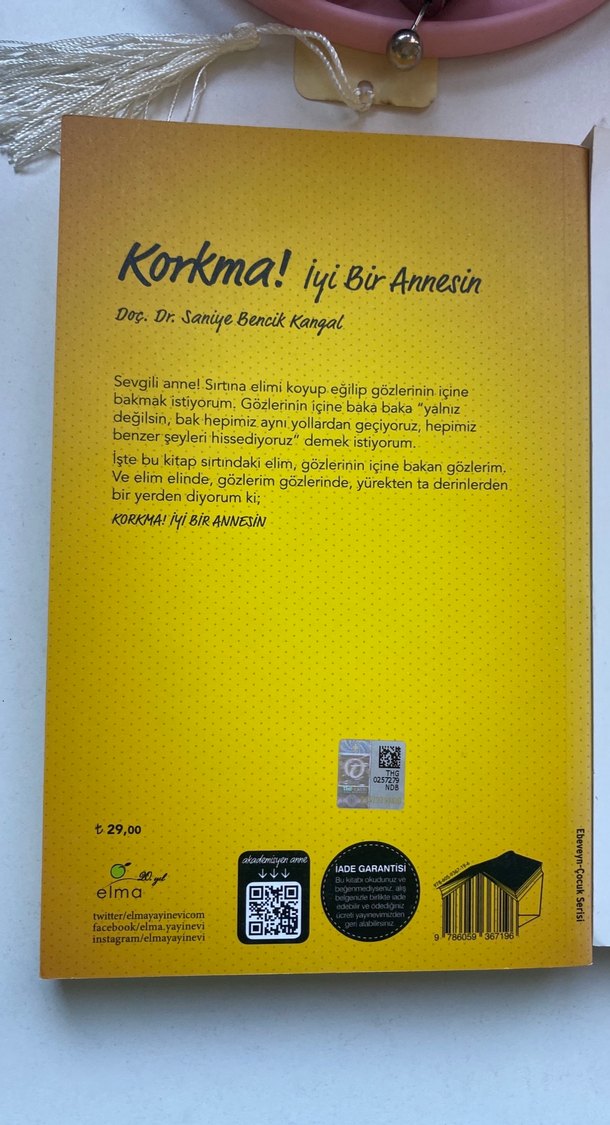 Korkma! İyi Bir Annesin
Doç. Dr. Saniye Bencik Kangal
Sevgili anne! Sırtına elimi koyup eğilip gözlerinin içine
bakmak istiyorum. Gözlerinin içine baka baka "yalnız
değilsin, bak hepimiz aynı yollardan geçiyoruz, hepimiz
benzer şeyleri hissediyoruz" demek istiyorum.
İşte bu kitap sırtındaki elim, gözlerinin içine bakan gözlerim.
Ve elim elinde, gözlerim gözlerinde, yürekten ta derinlerden
bir yerden diyorum ki;
KORKMA! İYİ BİR ANNESİN
THG
0257279
NDB
₺ 29,00
elma 20. yıl
twitter/elmayayinevicom
facebook/elma.yayinevi
instagram/elmayayinevi
akademisyen anne
İADE GARANTİSİ
Bu kitabı okudunuz ve
beğenmediyseniz, alış
belgenizle birlikte iade
edebilir ve ödediğiniz
ücreti yayınevimizden
geri alabilirsiniz.
9 786059 367196
Ebeveyn-Çocuk Serisi